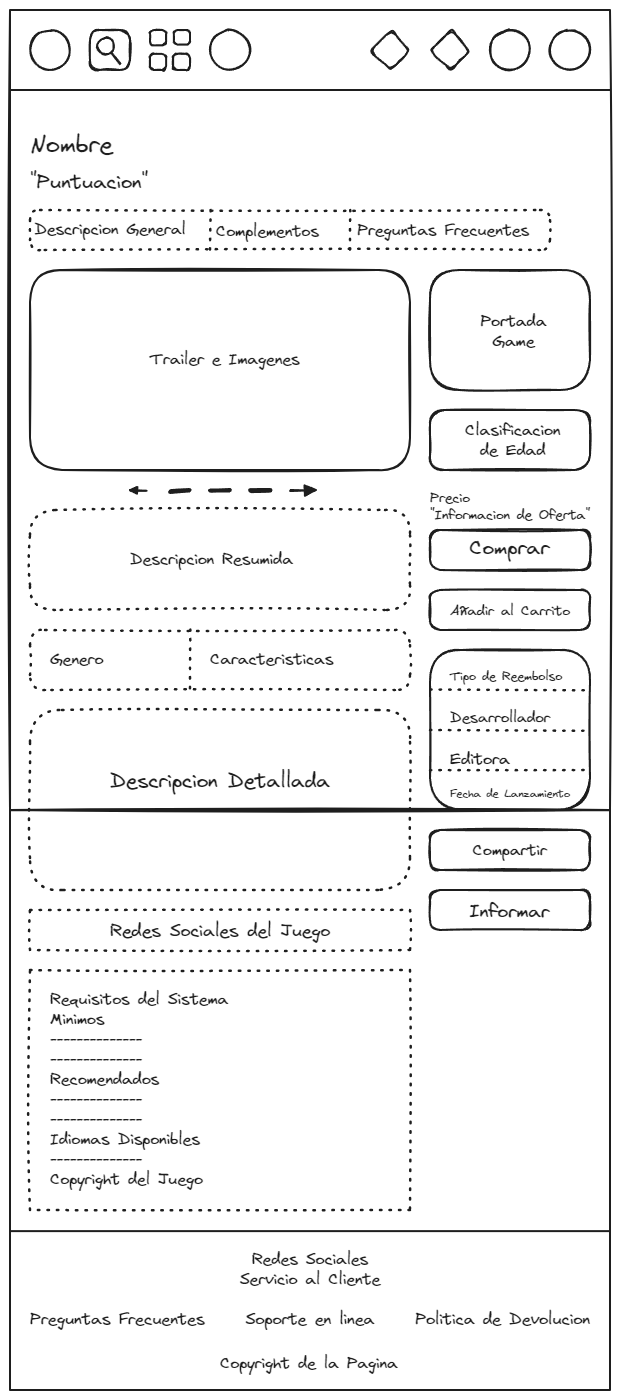 Nombre
"Puntuacion"
Descripcion General
Complementos
Preguntas Frecuentes
Trailer e Imagenes
Descripcion Resumida
Genero
Caracteristicas
Descripcion Detallada
Redes Sociales del Juego
Requisitos del Sistema
Minimos
--------------
--------------
Recomendados
--------------
--------------
Idiomas Disponibles
--------------
Copyright del Juego
Portada
Game
Clasificacion
de Edad
Precio
"Informacion de Oferta"
Comprar
Añadir al Carrito
Tipo de Reembolso
Desarrollador
Editora
Fecha de Lanzamiento
Compartir
Informar
Redes Sociales
Servicio al Cliente
Preguntas Frecuentes
Soporte en linea
Politica de Devolucion
Copyright de la Pagina